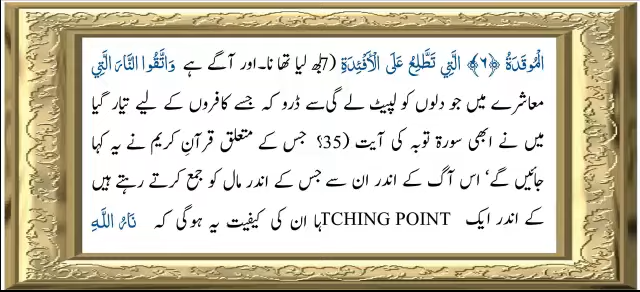 الْمُوقَدَةُ ﴿۶﴾ الَّتِي تَطَّلِعُ عَلَى الْأَفْئِدَةِ (7 لیا تھا نا۔ اور آگے ہے وَاتَّقُوا النَّارَ الَّتِي
معاشرے میں جو دلوں کو لپیٹ لے گی سے ڈرو کہ جسے کافروں کے لیے تیار گیا
میں نے ابھی سورۃ توبہ کی آیت (35؟ جس کے متعلق قرآنِ کریم نے یہ کہا
جائیں گے‘ اس آگ کے اندر ان سے جس کے اندر مال کو جمع کرتے رہتے ہیں
کے اندر ایک TCHING POINT ہا ان کی کیفیت یہ ہوگی کہ نَارُ اللَّهِ